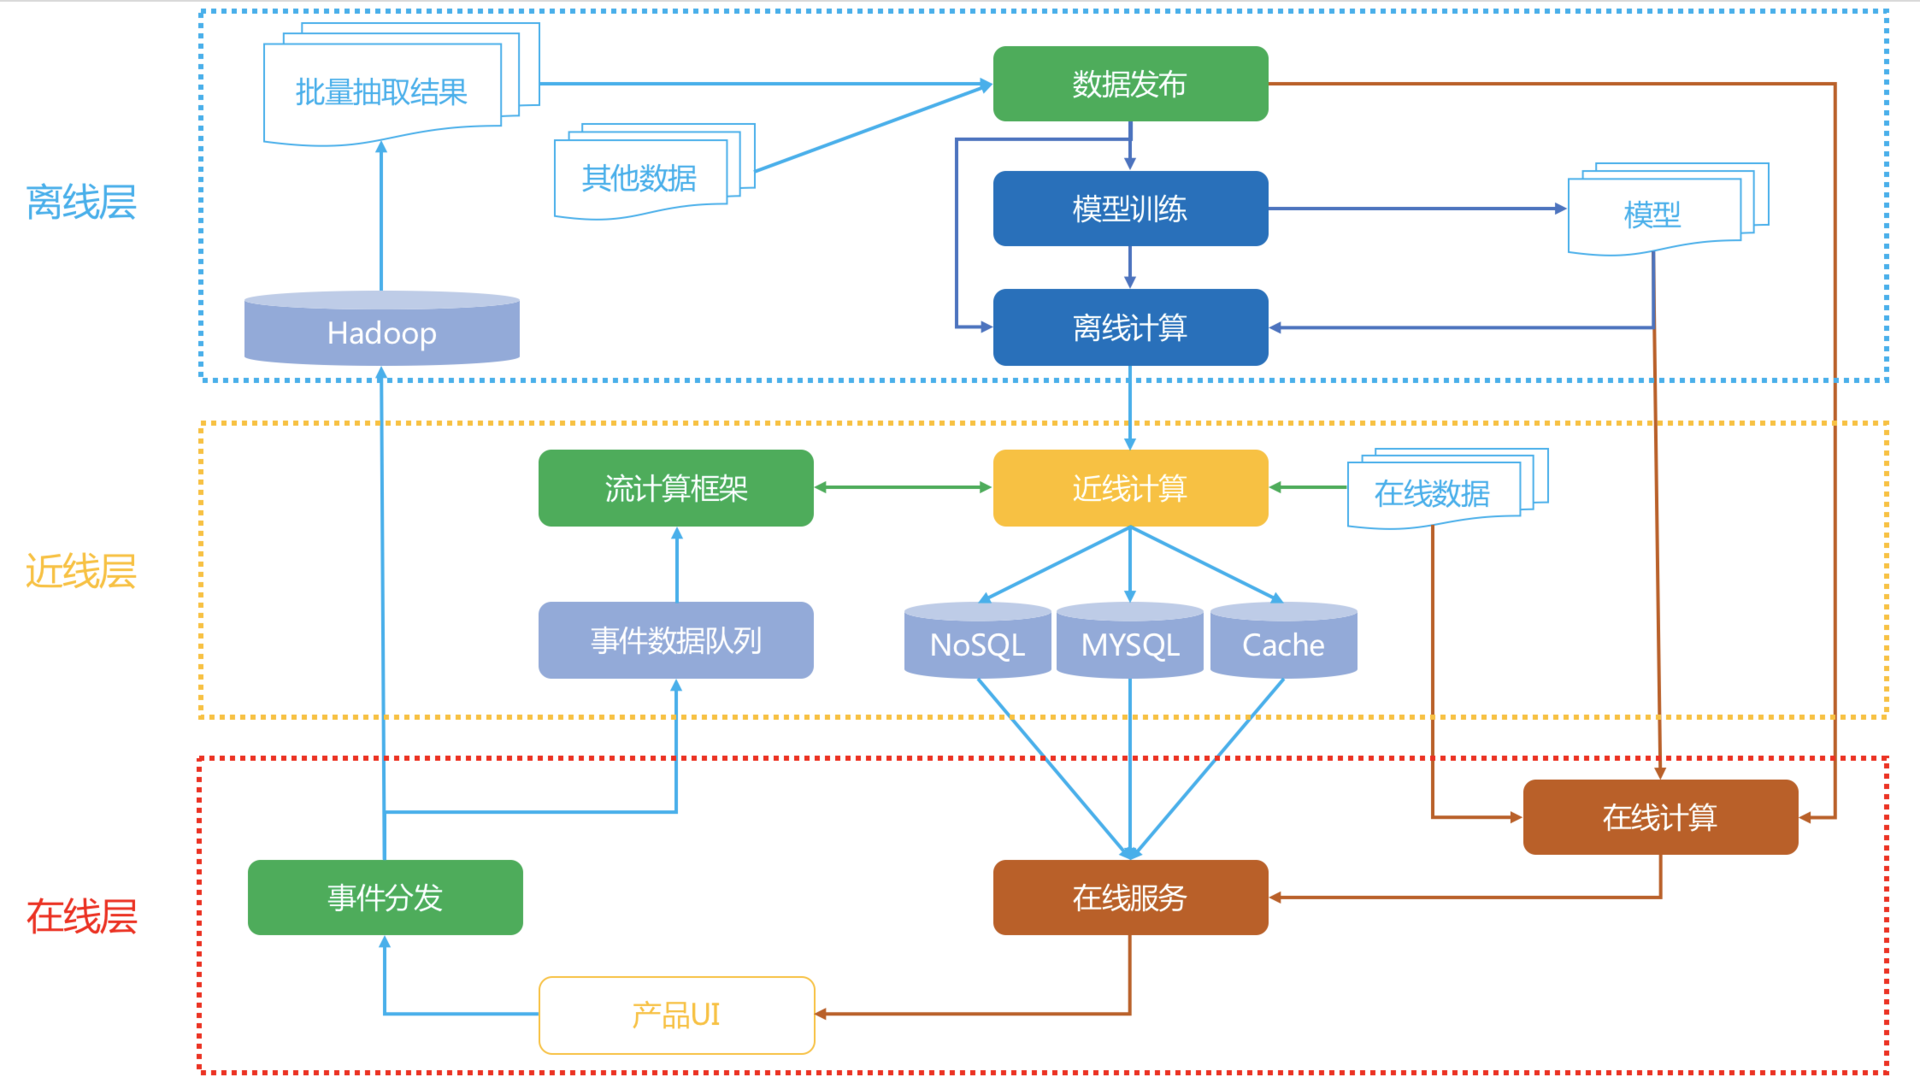 离线层
批量抽取结果
其他数据
数据发布
模型训练
模型
离线计算
Hadoop
近线层
流计算框架
近线计算
在线数据
事件数据队列
NoSQL
MYSQL
Cache
在线层
在线计算
事件分发
在线服务
产品UI